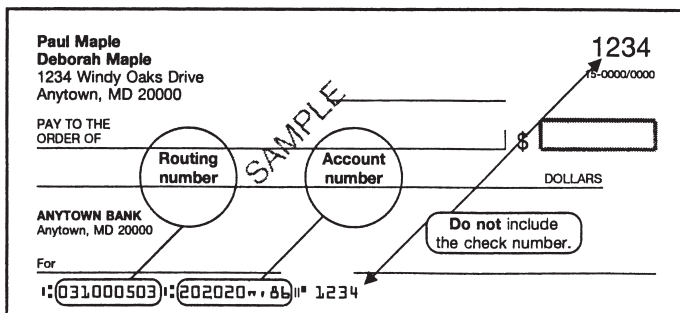 Paul Maple
Deborah Maple
1234 Windy Oaks Drive
Anytown, MD 20000
1234
15-0000/0000
SAMPLE
PAY TO THE
ORDER OF
$
Routing
number
Account
number
DOLLARS
ANYTOWN BANK
Anytown, MD 20000
Do not include
the check number.
For
031000503 202020 86 1234